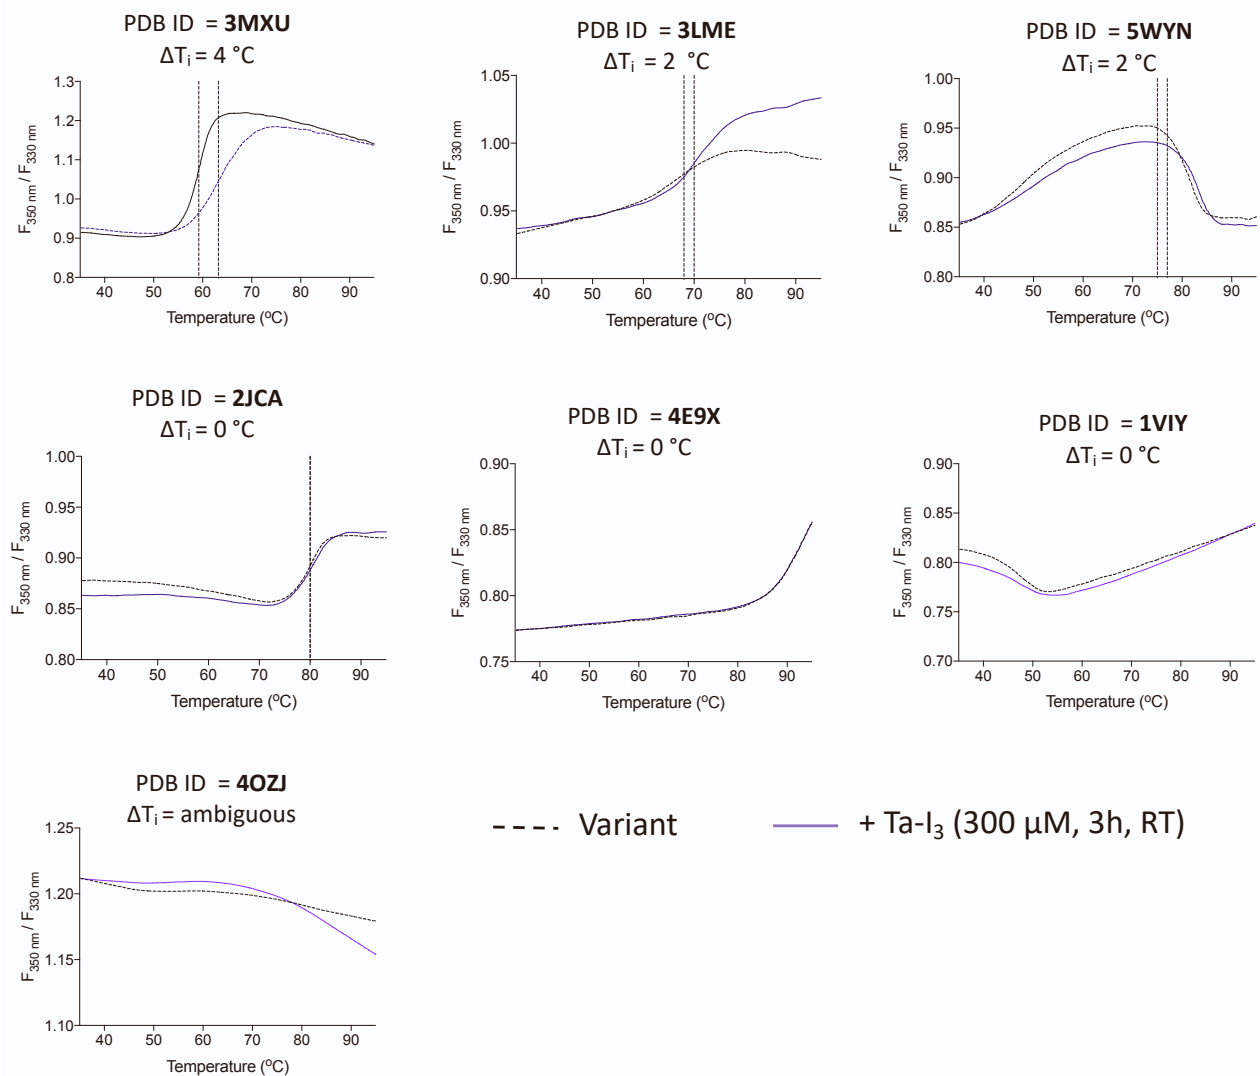 PDB ID = 3MXU
ΔTi = 4 °C
1.3
1.2
1.1
1.0
0.9
0.8
F350 nm / F330 nm
40 50 60 70 80 90
Temperature (oC)
PDB ID = 3LME
ΔTi = 2 °C
1.05
1.00
0.95
0.90
F350 nm / F330 nm
40 50 60 70 80 90
Temperature (oC)
PDB ID = 5WYN
ΔTi = 2 °C
1.00
0.95
0.90
0.85
0.80
F350 nm / F330 nm
40 50 60 70 80 90
Temperature (oC)
PDB ID = 2JCA
ΔTi = 0 °C
1.00
0.95
0.90
0.85
0.80
F350 nm / F330 nm
40 50 60 70 80 90
Temperature (oC)
PDB ID = 4E9X
ΔTi = 0 °C
0.90
0.85
0.80
0.75
F350 nm / F330 nm
40 50 60 70 80 90
Temperature (oC)
PDB ID = 1VIY
ΔTi = 0 °C
0.90
0.85
0.80
0.75
0.70
F350 nm / F330 nm
40 50 60 70 80 90
Temperature (oC)
PDB ID = 4OZJ
ΔTi = ambiguous
1.25
1.20
1.15
1.10
F350 nm / F330 nm
40 50 60 70 80 90
Temperature (oC)
Variant
+ Ta-I3 (300 μM, 3h, RT)